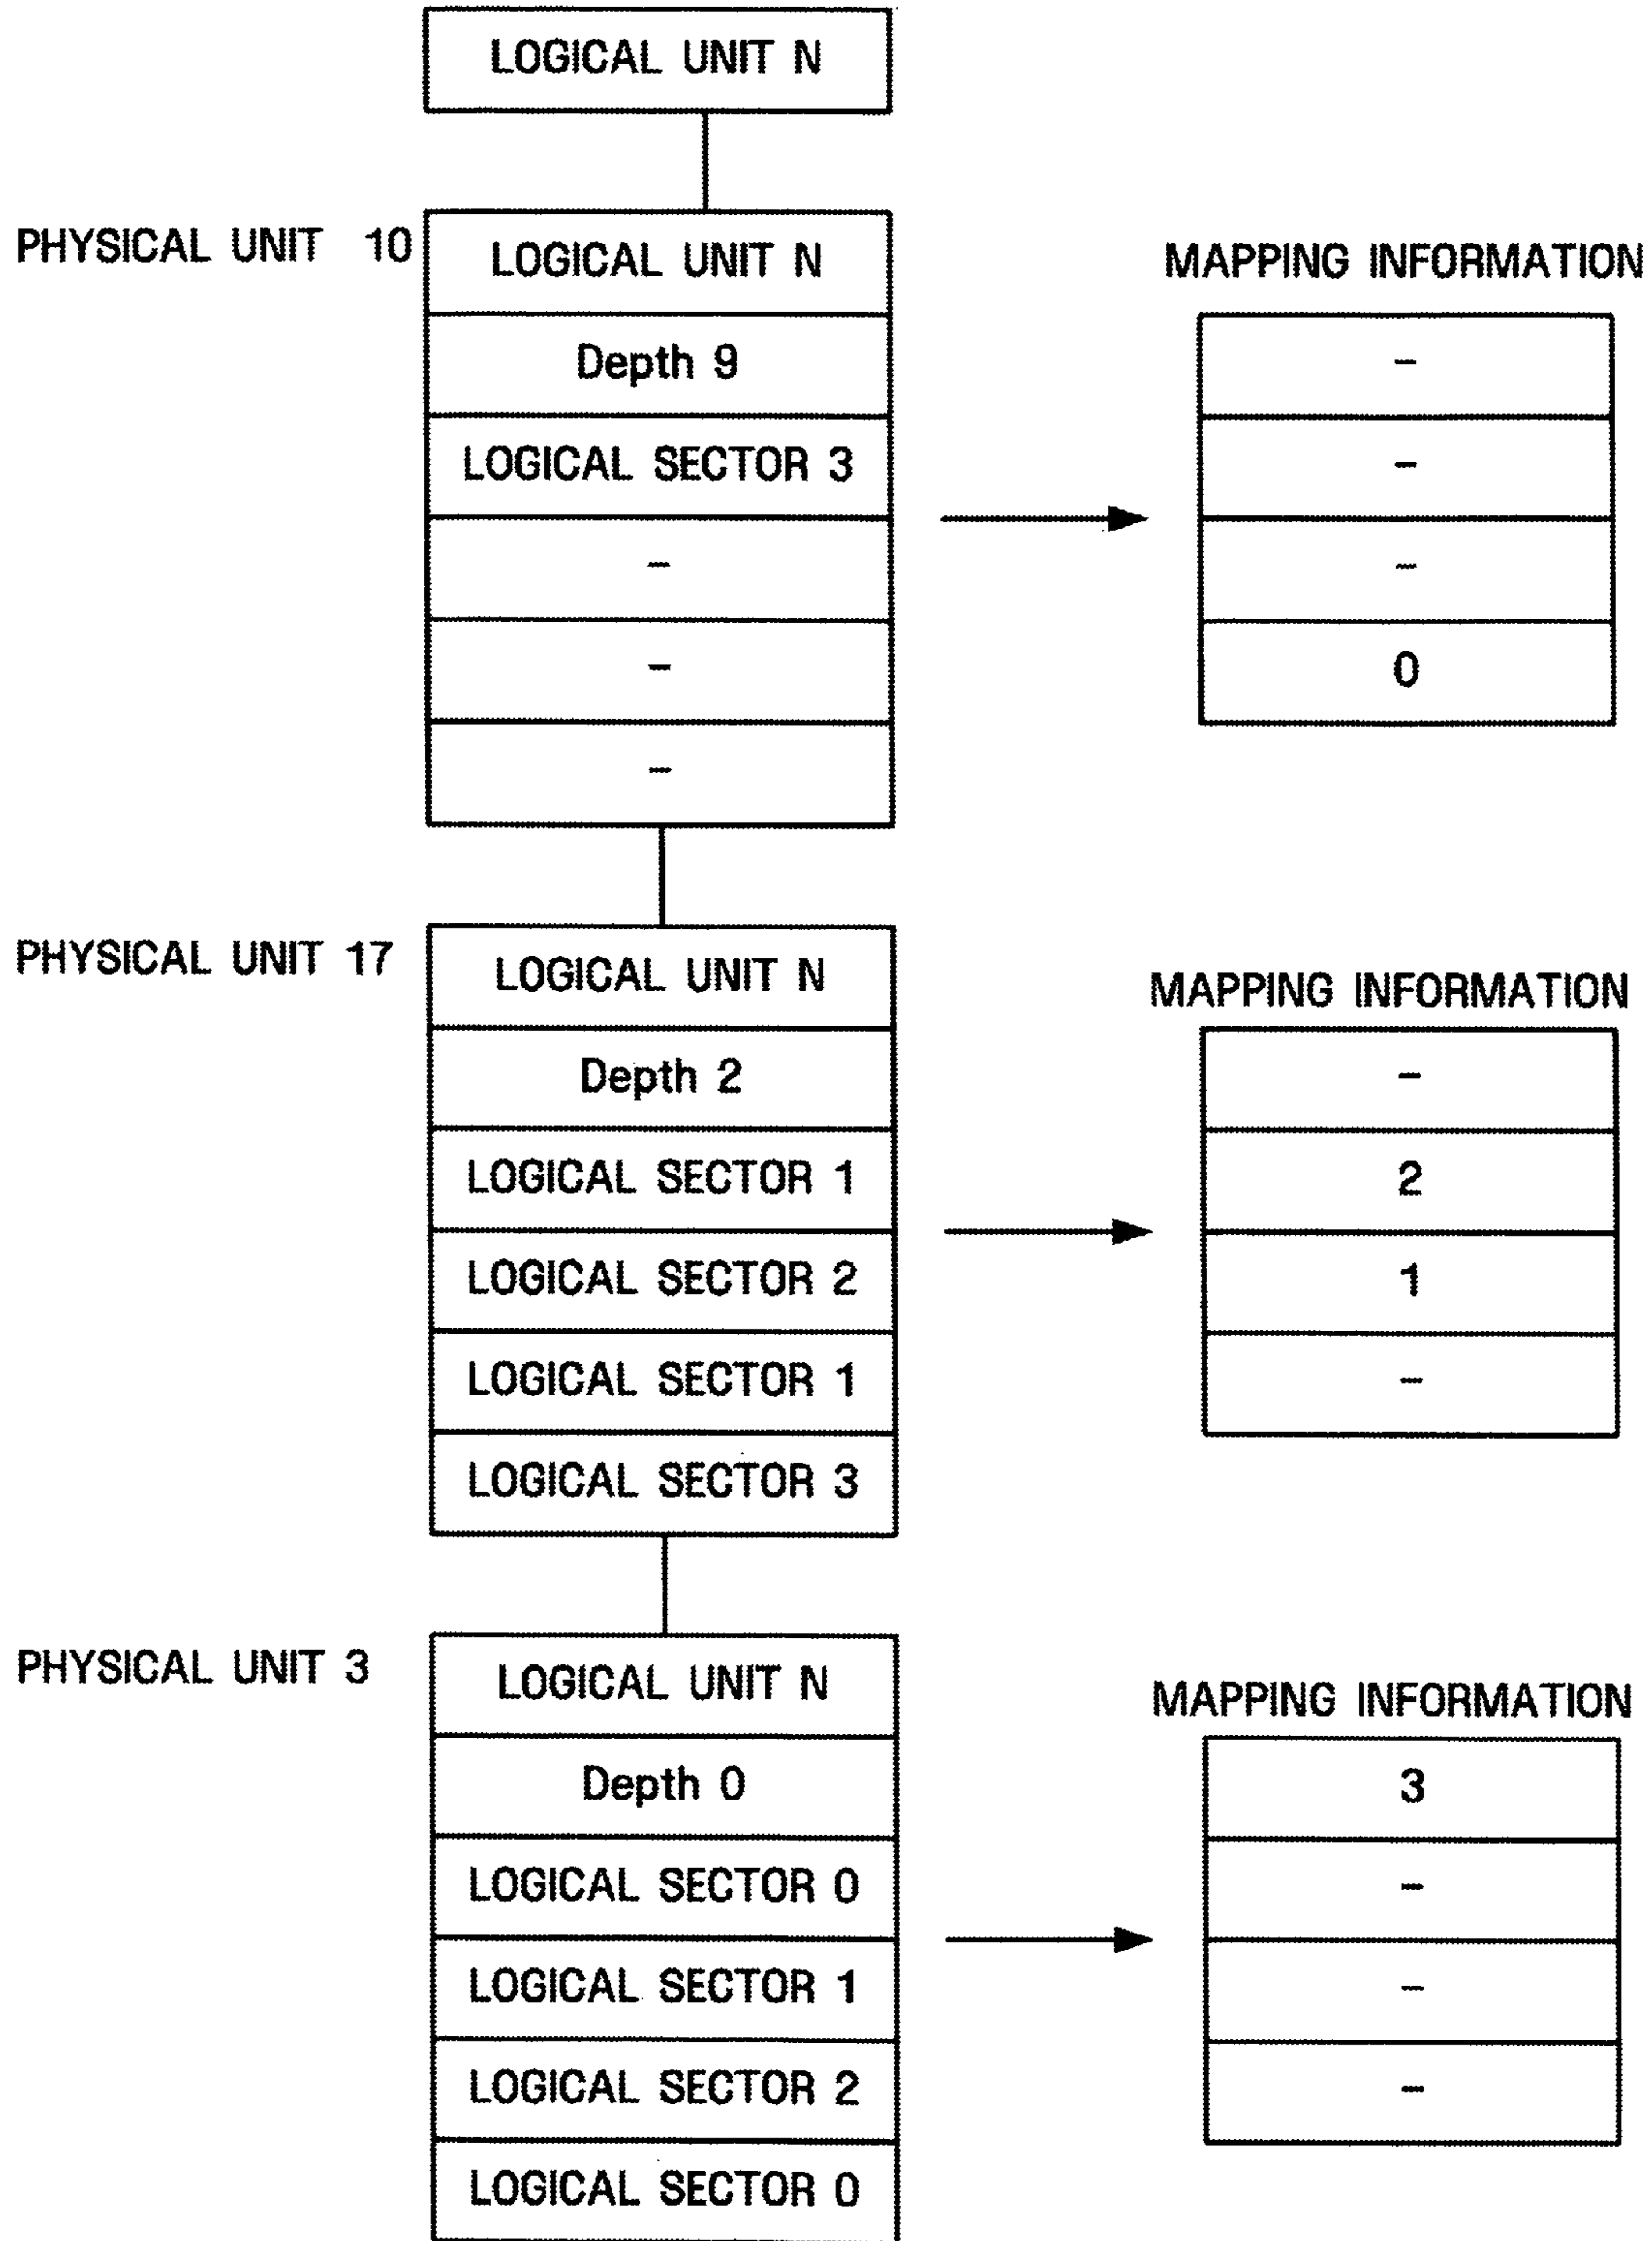 LOGICAL UNIT N
PHYSICAL UNIT 10
LOGICAL UNIT N
Depth 9
LOGICAL SECTOR 3
-
-
-
MAPPING INFORMATION
-
-
-
0
PHYSICAL UNIT 17
LOGICAL UNIT N
Depth 2
LOGICAL SECTOR 1
LOGICAL SECTOR 2
LOGICAL SECTOR 1
LOGICAL SECTOR 3
MAPPING INFORMATION
-
2
1
-
PHYSICAL UNIT 3
LOGICAL UNIT N
Depth 0
LOGICAL SECTOR 0
LOGICAL SECTOR 1
LOGICAL SECTOR 2
LOGICAL SECTOR 0
MAPPING INFORMATION
3
-
-
-